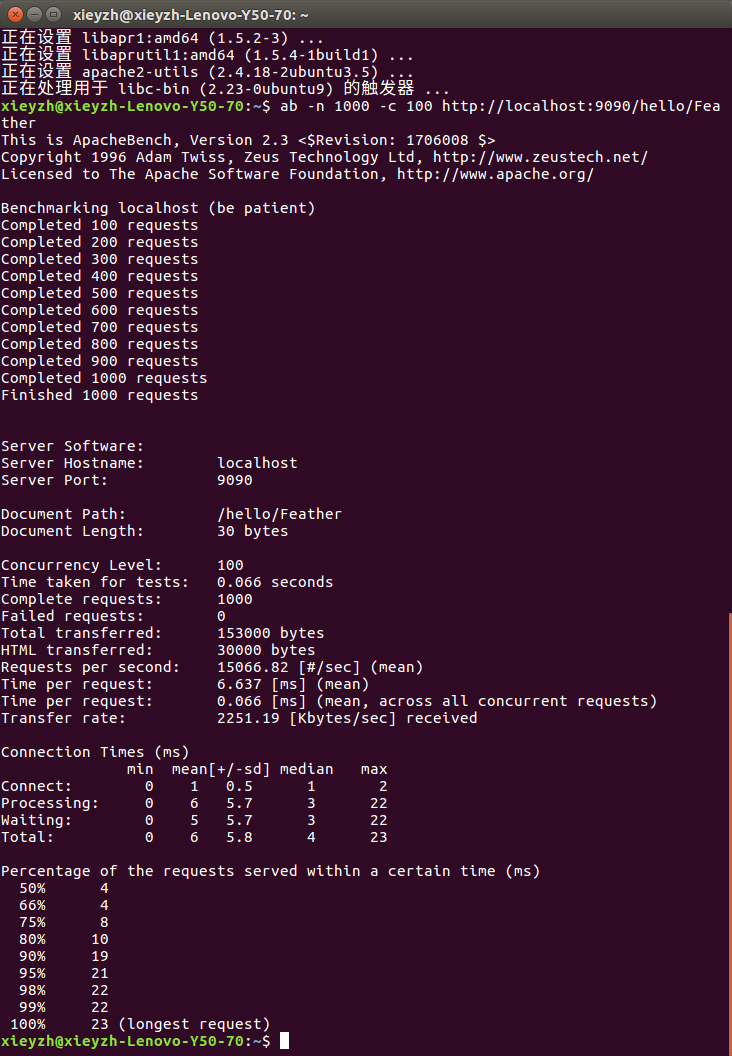 xieyzh@xieyzh-Lenovo-Y50-70: ~
正在设置 libapr1:amd64 (1.5.2-3) ...
正在设置 libaprutil1:amd64 (1.5.4-1build1) ...
正在设置 apache2-utils (2.4.18-2ubuntu3.5) ...
正在处理用于 libc-bin (2.23-0ubuntu9) 的触发器 ...
xieyzh@xieyzh-Lenovo-Y50-70:~$ ab -n 1000 -c 100 http://localhost:9090/hello/Fea
ther
This is ApacheBench, Version 2.3 <$Revision: 1706008 $>
Copyright 1996 Adam Twiss, Zeus Technology Ltd, http://www.zeustech.net/
Licensed to The Apache Software Foundation, http://www.apache.org/

Benchmarking localhost (be patient)
Completed 100 requests
Completed 200 requests
Completed 300 requests
Completed 400 requests
Completed 500 requests
Completed 600 requests
Completed 700 requests
Completed 800 requests
Completed 900 requests
Completed 1000 requests
Finished 1000 requests


Server Software:
Server Hostname:        localhost
Server Port:            9090

Document Path:          /hello/Feather
Document Length:        30 bytes

Concurrency Level:      100
Time taken for tests:   0.066 seconds
Complete requests:      1000
Failed requests:        0
Total transferred:      153000 bytes
HTML transferred:       30000 bytes
Requests per second:    15066.82 [#/sec] (mean)
Time per request:       6.637 [ms] (mean)
Time per request:       0.066 [ms] (mean, across all concurrent requests)
Transfer rate:          2251.19 [Kbytes/sec] received

Connection Times (ms)
              min  mean[+/-sd] median   max
Connect:        0    1   0.5      1       2
Processing:     0    6   5.7      3      22
Waiting:        0    5   5.7      3      22
Total:          0    6   5.8      4      23

Percentage of the requests served within a certain time (ms)
  50%      4
  66%      4
  75%      8
  80%     10
  90%     19
  95%     21
  98%     22
  99%     22
 100%     23 (longest request)
xieyzh@xieyzh-Lenovo-Y50-70:~$